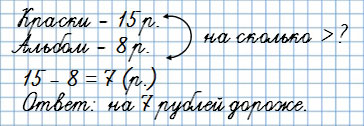 Краски – 15 р.
Альбом – 8 р.
на сколько > ?
15 – 8 = 7 (р.)
Ответ: на 7 рублей дороже.